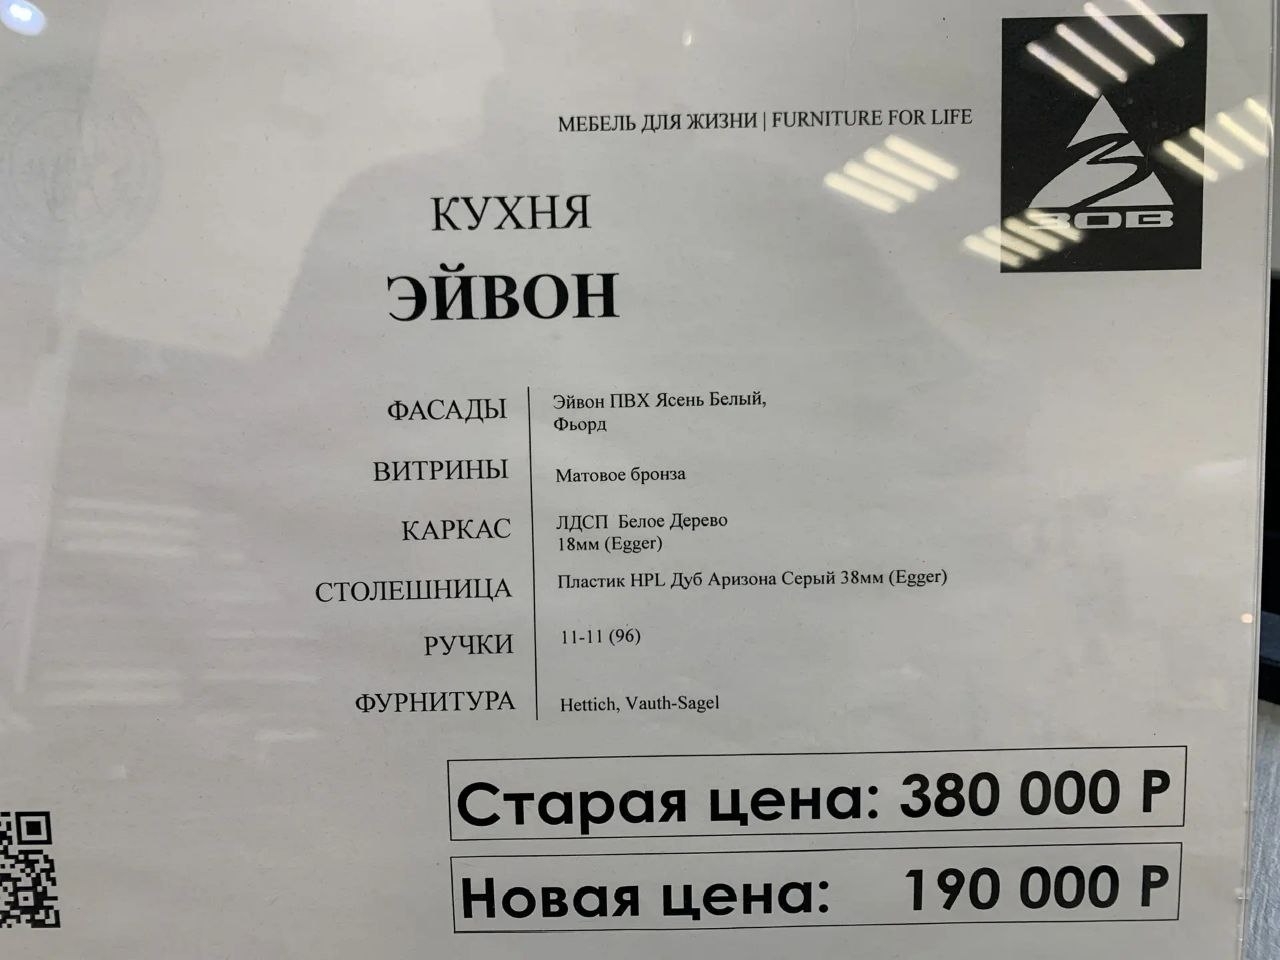 МЕБЕЛЬ ДЛЯ ЖИЗНИ | FURNITURE FOR LIFE
ЗОВ
КУХНЯ
ЭЙВОН
ФАСАДЫ
Эйвон ПВХ Ясень Белый,
Фьорд
ВИТРИНЫ
Матовое бронза
КАРКАС
ЛДСП Белое Дерево
18мм (Egger)
СТОЛЕШНИЦА
Пластик HPL Дуб Аризона Серый 38мм (Egger)
РУЧКИ
11-11 (96)
ФУРНИТУРА
Hettich, Vauth-Sagel
Старая цена: 380 000 Р
Новая цена: 190 000 Р